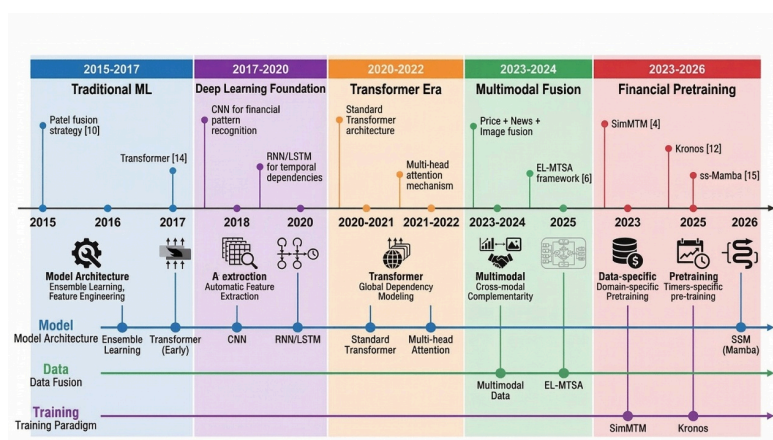 2015-2017
2017-2020
2020-2022
2023-2024
2023-2026
Traditional ML
Deep Learning Foundation
Transformer Era
Multimodal Fusion
Financial Pretraining
Patel fusion
strategy [10]
Transformer [14]
CNN for financial
pattern
recognition
RNN/LSTM
for temporal
dependencies
Standard
Transformer
architecture
Multi-head
attention
mechanism
Price + News +
Image fusion
EL-MTSA
framework [6]
SimMTM [4]
Kronos [12]
ss-Mamba [15]
2015
2016
2017
2018
2020
2020-2021
2021-2022
2023-2024
2025
2023
2025
2026
Model Architecture
Ensemble Learning,
Feature Engineering
A extroction
Automatic Feature
Extraction
Transformer
Global Dependency
Modeling
Multimodal
Cross-modal
Complementarity
Data-specific
Domain-specific
Pretraining
Pretraining
Timers-specific
pre-training
Model
Model Architecture
Ensemble
Learning
Transformer
(Early)
CNN
RNN/LSTM
Standard
Transformer
Multi-head
Attention
SSM
(Mamba)
Data
Data Fusion
Multimodal
Data
EL-MTSA
Training
Training Paradigm
SimMTM
Kronos